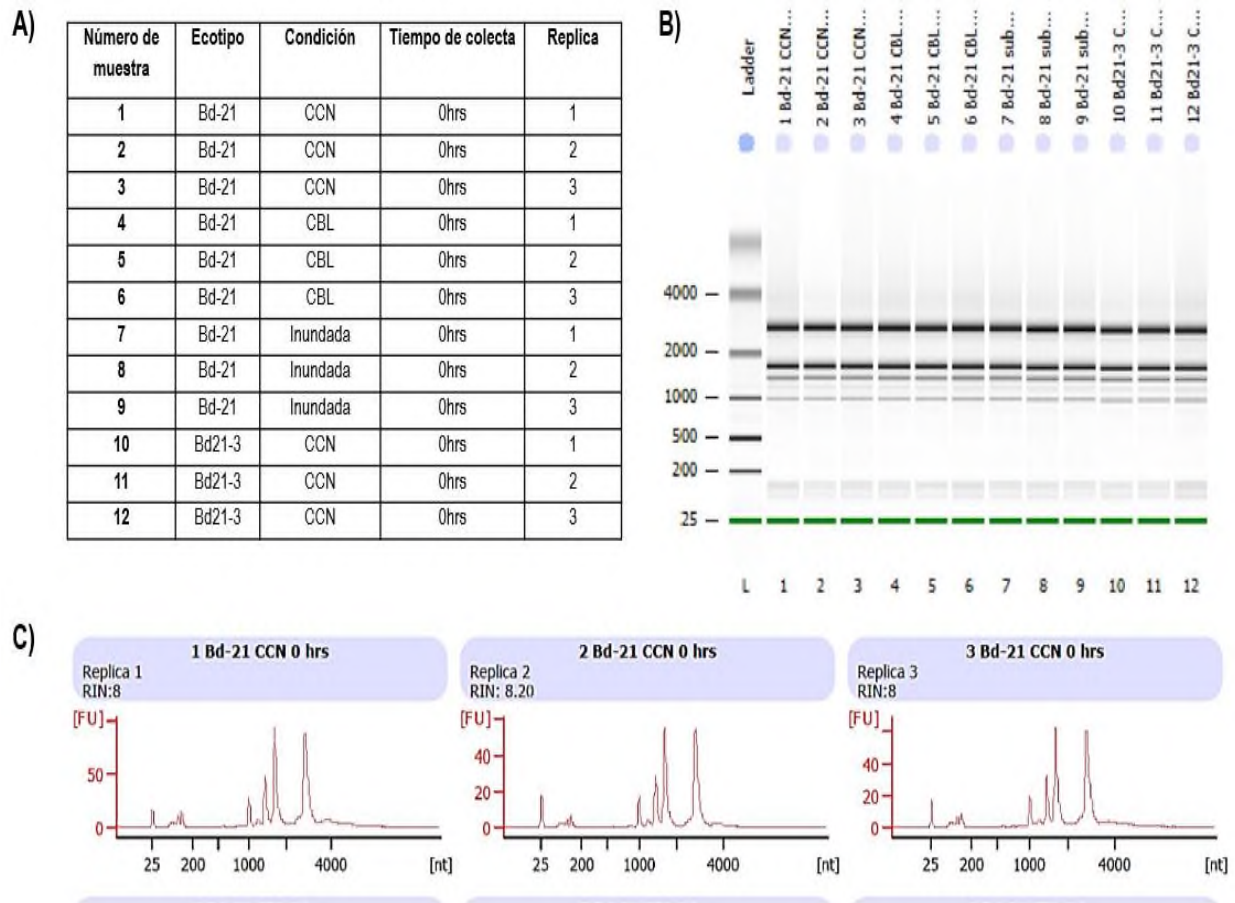 A)
Número de muestra Ecotipo Condición Tiempo de colecta Replica
1 Bd-21 CCN 0hrs 1
2 Bd-21 CCN 0hrs 2
3 Bd-21 CCN 0hrs 3
4 Bd-21 CBL 0hrs 1
5 Bd-21 CBL 0hrs 2
6 Bd-21 CBL 0hrs 3
7 Bd-21 Inundada 0hrs 1
8 Bd-21 Inundada 0hrs 2
9 Bd-21 Inundada 0hrs 3
10 Bd21-3 CCN 0hrs 1
11 Bd21-3 CCN 0hrs 2
12 Bd21-3 CCN 0hrs 3
B)
Ladder
1 Bd-21 CCN...
2 Bd-21 CCN...
3 Bd-21 CCN...
4 Bd-21 CBL...
5 Bd-21 CBL...
6 Bd-21 CBL...
7 Bd-21 sub...
8 Bd-21 sub...
9 Bd-21 sub...
10 Bd21-3 C...
11 Bd21-3 C...
12 Bd21-3 C...
4000
2000
1000
500
200
25
L 1 2 3 4 5 6 7 8 9 10 11 12
C)
1 Bd-21 CCN 0 hrs
Replica 1
RIN:8
[FU]
50
0
25 200 1000 4000 [nt]
2 Bd-21 CCN 0 hrs
Replica 2
RIN: 8.20
[FU]
40
20
0
25 200 1000 4000 [nt]
3 Bd-21 CCN 0 hrs
Replica 3
RIN:8
[FU]
40
20
0
25 200 1000 4000 [nt]